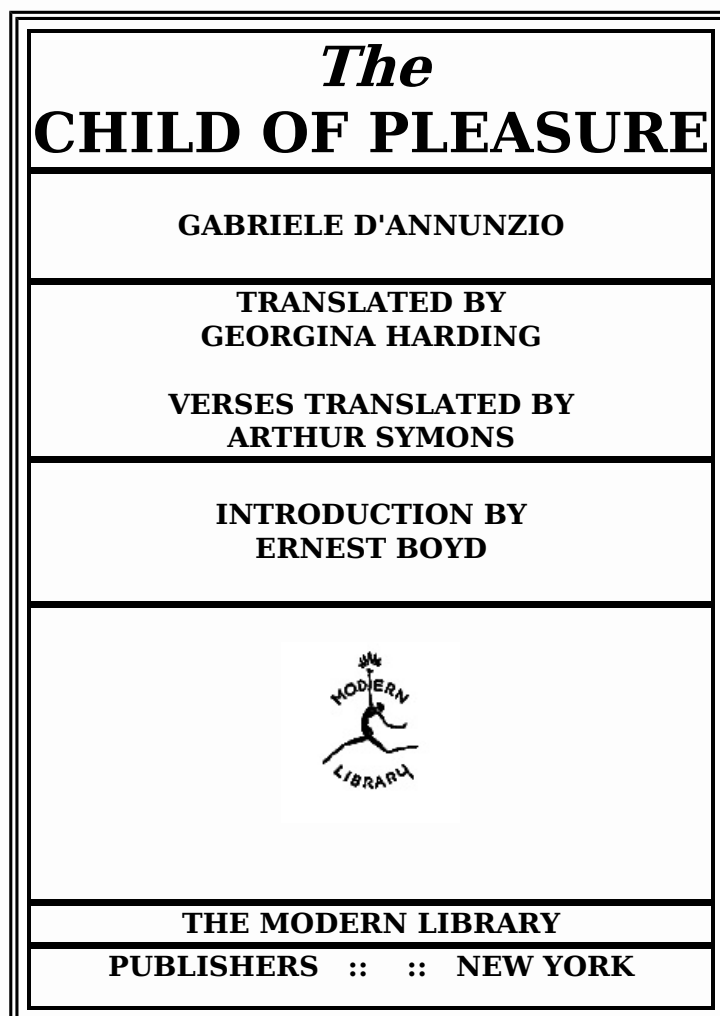 The
CHILD OF PLEASURE
GABRIELE D'ANNUNZIO
TRANSLATED BY
GEORGINA HARDING
VERSES TRANSLATED BY
ARTHUR SYMONS
INTRODUCTION BY
ERNEST BOYD
MODERN
LIBRARY
THE MODERN LIBRARY
PUBLISHERS :: :: NEW YORK